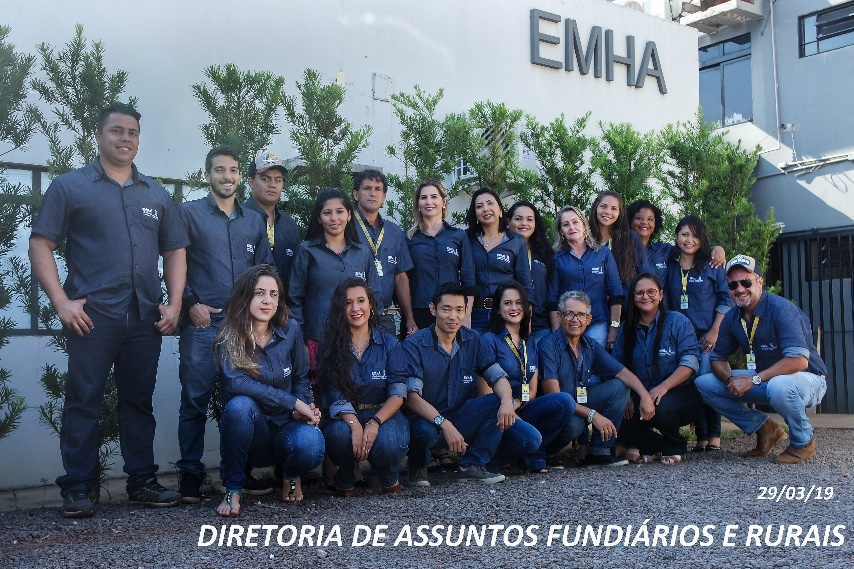 EMHA
29/03/19
DIRETORIA DE ASSUNTOS FUNDIÁRIOS E RURAIS